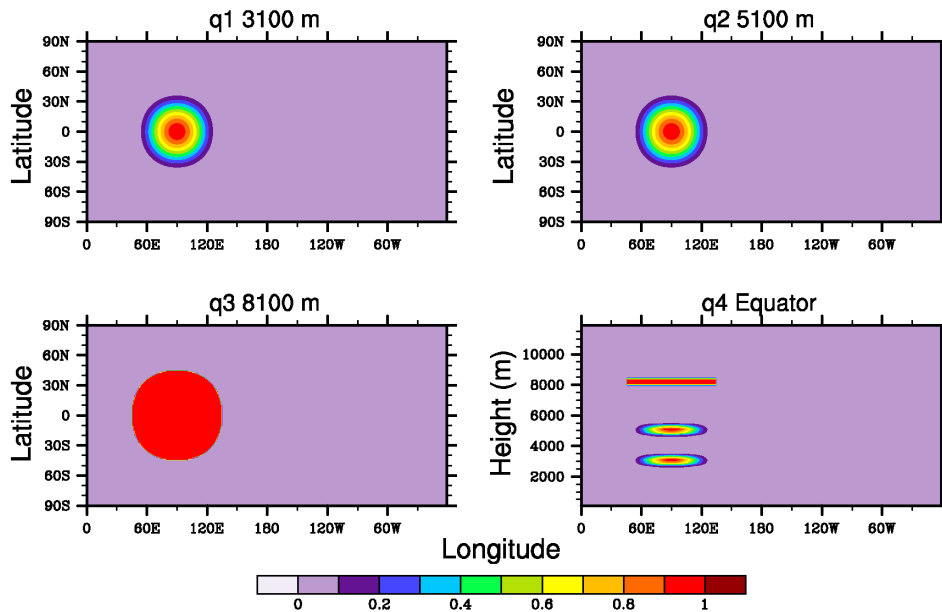 q1 3100 m
90N
60N
30N
0
30S
60S
90S
Latitude
0 60E 120E 180 120W 60W
q2 5100 m
90N
60N
30N
0
30S
60S
90S
Latitude
0 60E 120E 180 120W 60W
q3 8100 m
90N
60N
30N
0
30S
60S
90S
Latitude
0 60E 120E 180 120W 60W
q4 Equator
10000
8000
6000
4000
2000
Height (m)
0 60E 120E 180 120W 60W
Longitude
0 0.2 0.4 0.6 0.8 1